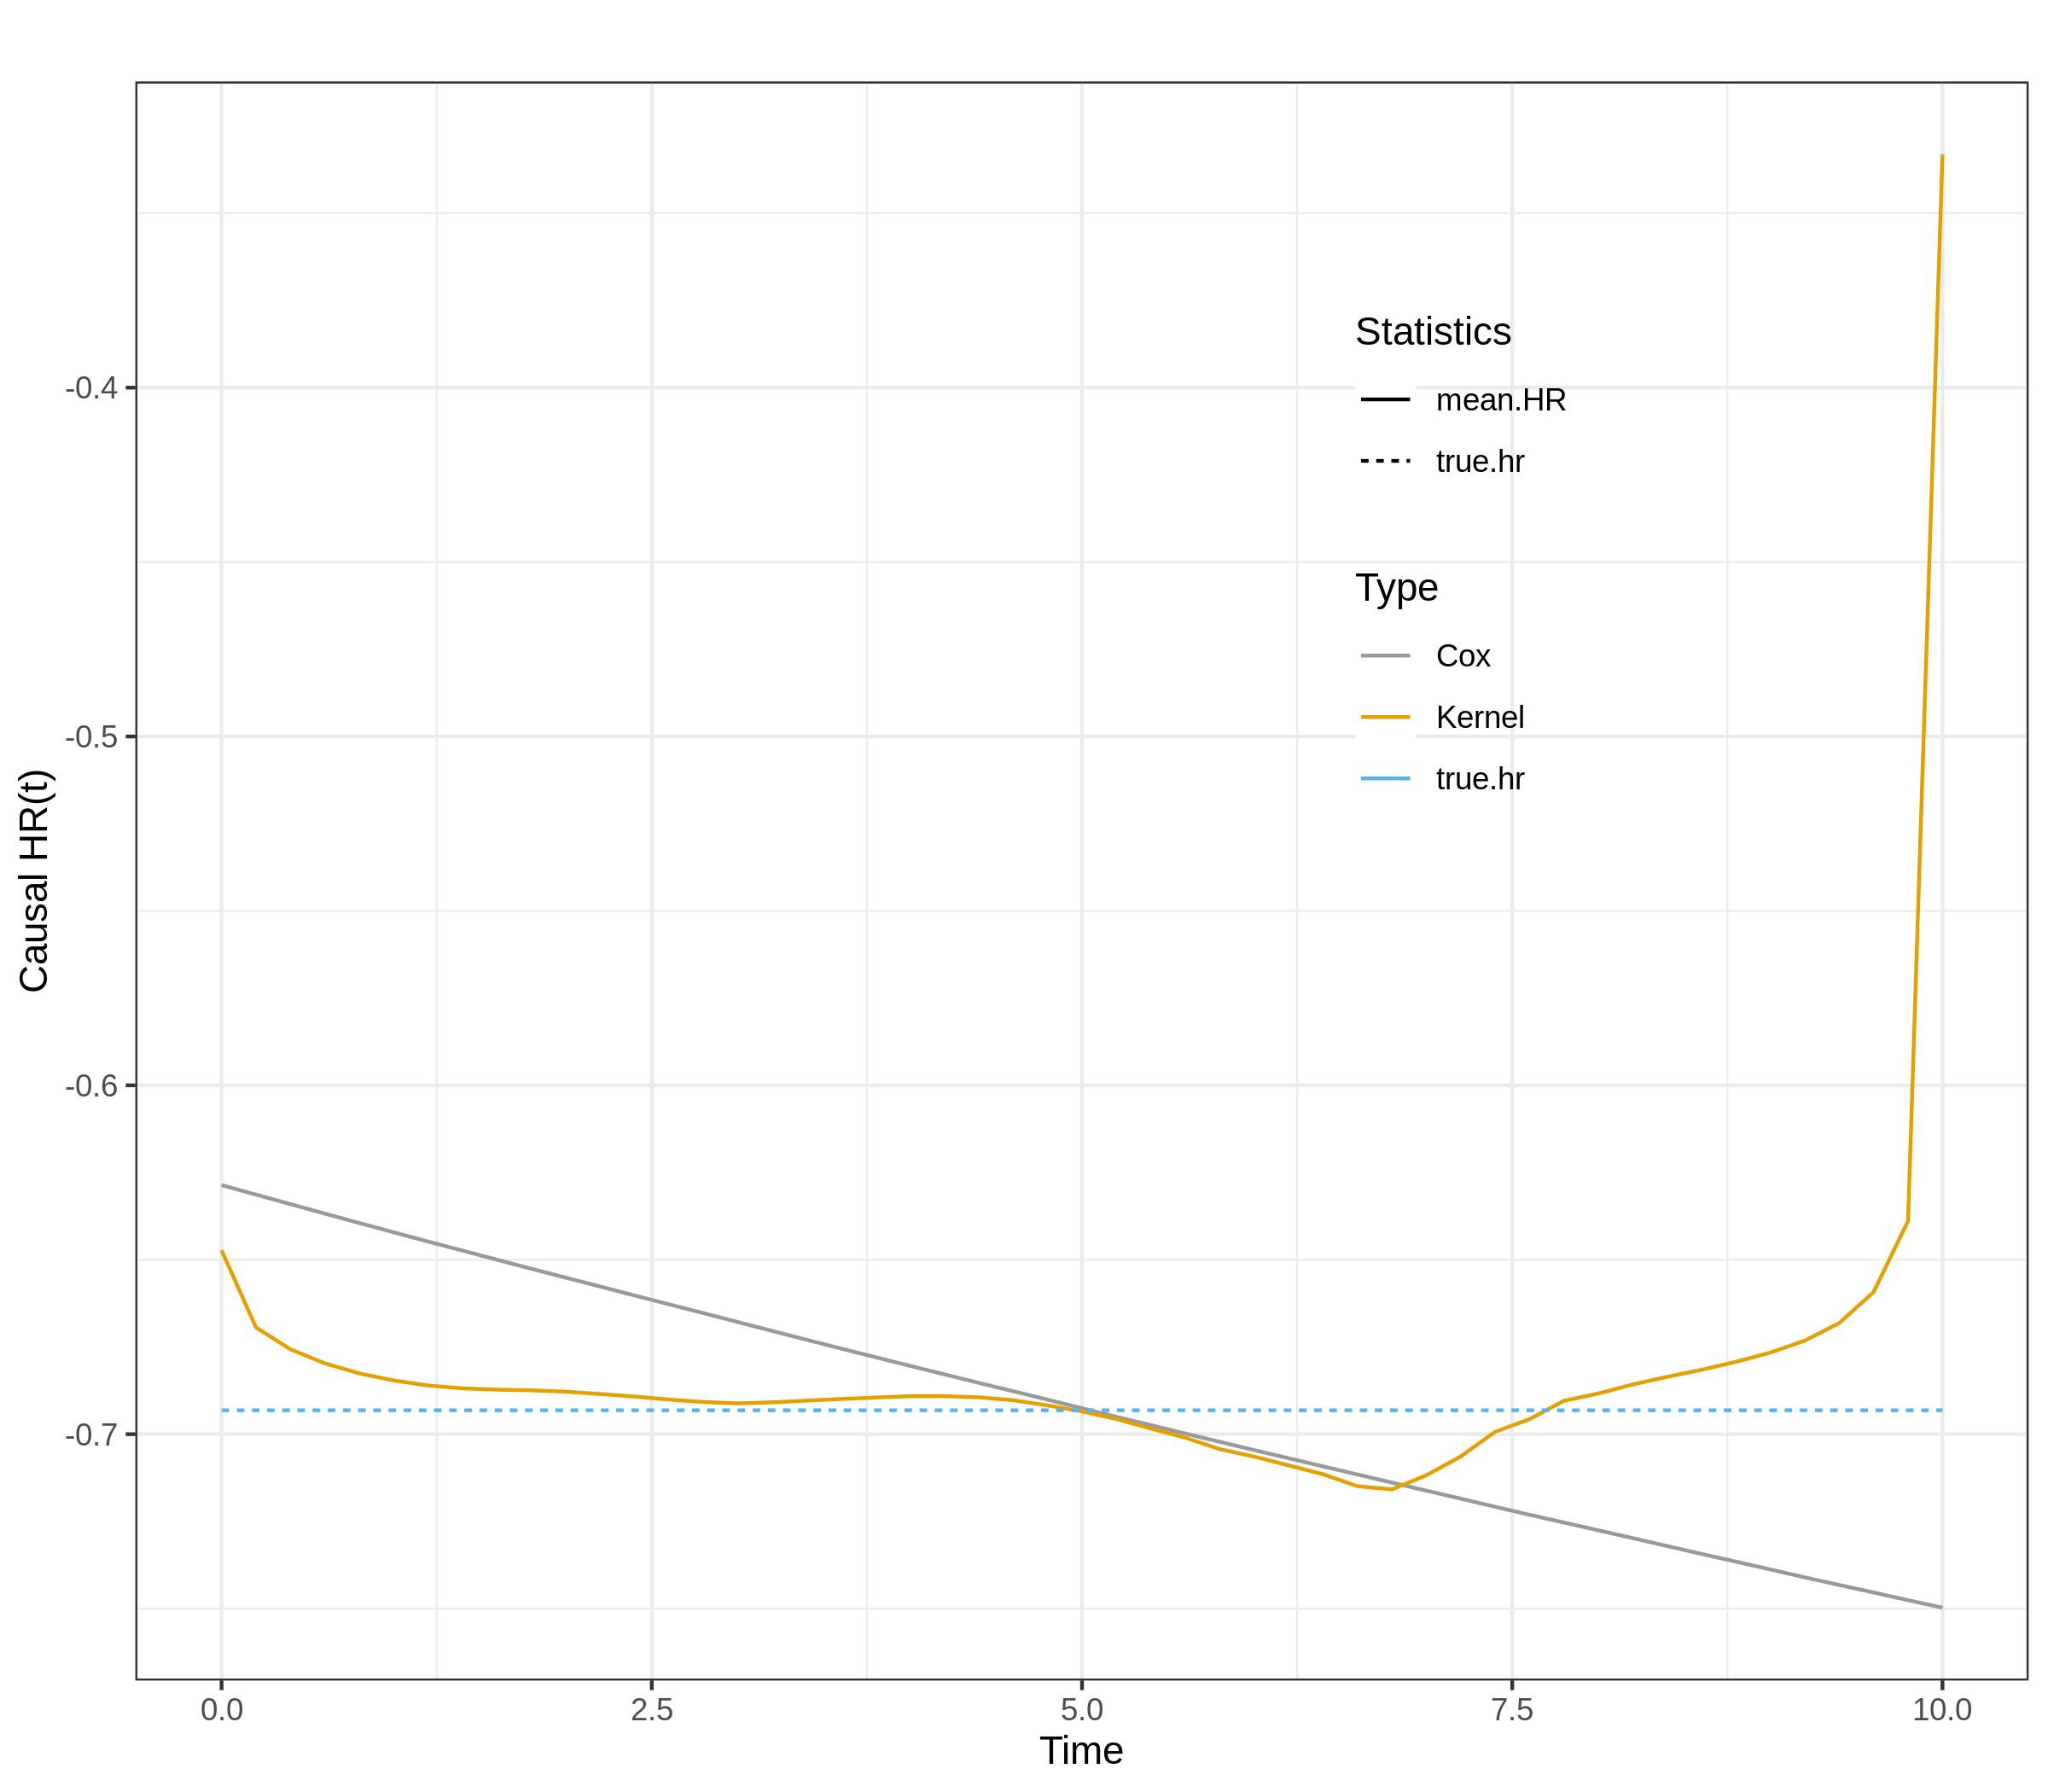 Statistics
mean.HR
true.hr
Type
Cox
Kernel
true.hr
Causal HR(t)
-0.4
-0.5
-0.6
-0.7
0.0 2.5 5.0 7.5 10.0
Time